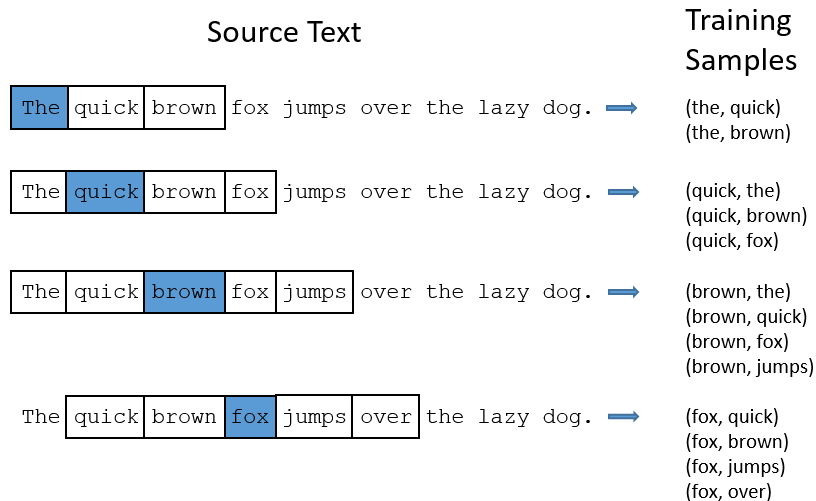 Source Text
Training
Samples
The quick brown fox jumps over the lazy dog.
(the, quick)
(the, brown)
The quick brown fox jumps over the lazy dog.
(quick, the)
(quick, brown)
(quick, fox)
The quick brown fox jumps over the lazy dog.
(brown, the)
(brown, quick)
(brown, fox)
(brown, jumps)
The quick brown fox jumps over the lazy dog.
(fox, quick)
(fox, brown)
(fox, jumps)
(fox, over)